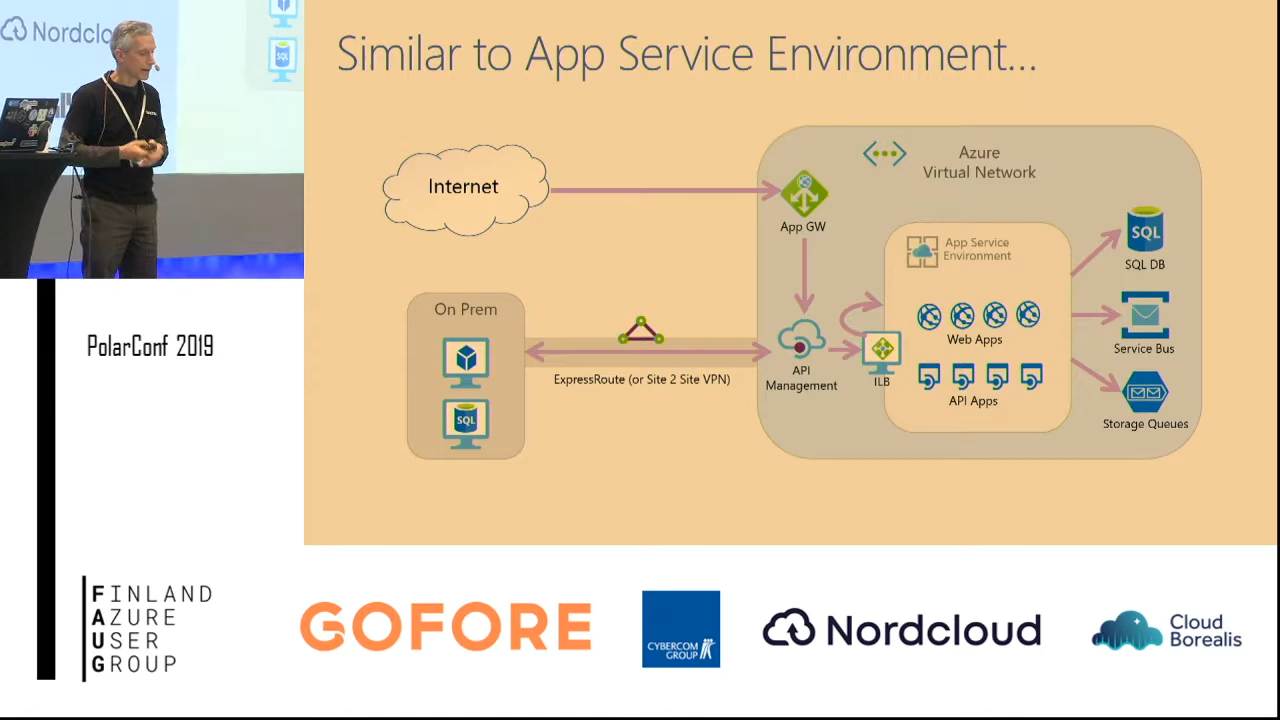 Nordclo
SQL
Similar to App Service Environment...
Internet
Azure
Virtual Network
App GW
App Service
Environment
SQL
SQL DB
On Prem
Web Apps
Service Bus
ExpressRoute (or Site 2 Site VPN)
API
Management
ILB
API Apps
SQL
Storage Queues
PolarConf 2019
FINLAND
AZURE
USER
GROUP
GOFORE
CYBERCOM
GROUP
Nordcloud
Cloud
Borealis